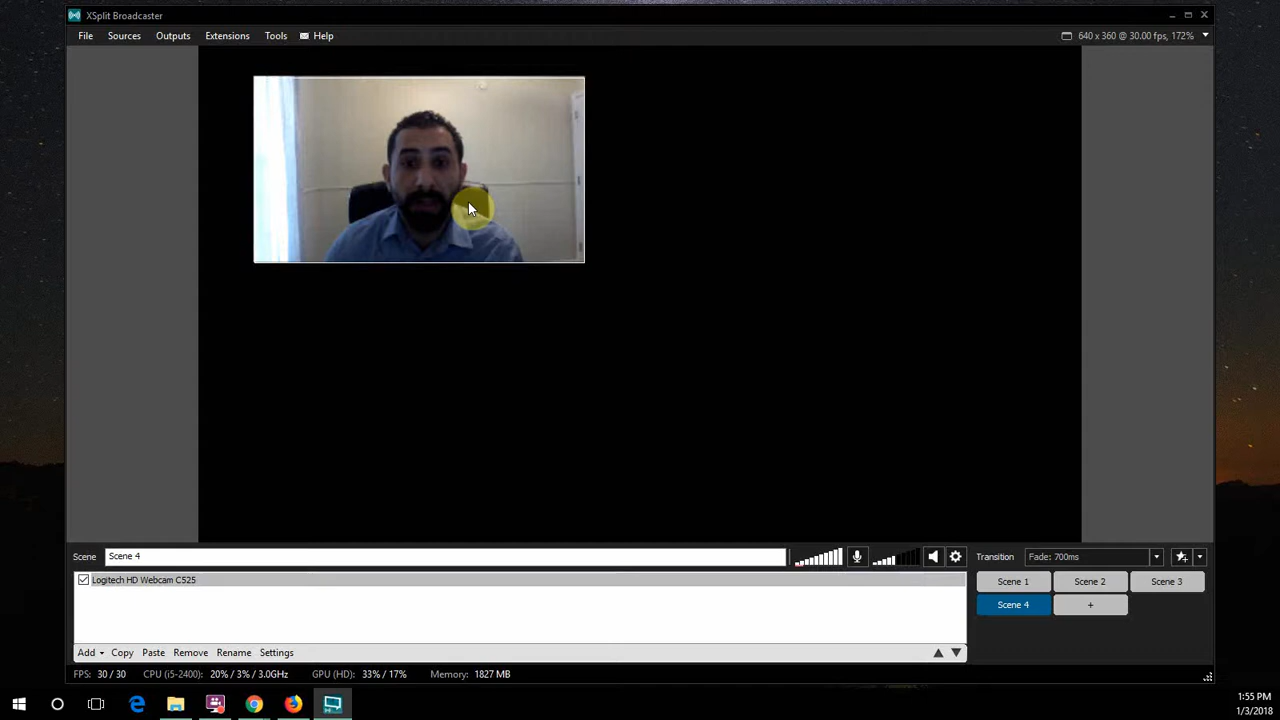 XSplit Broadcaster
File Sources Outputs Extensions Tools Help 640 x 360 @ 30.00 fps, 172%
Scene Scene 4 Transition Fade: 700ms
Logitech HD Webcam C525
Scene 1 Scene 2 Scene 3
Scene 4 +
Add Copy Paste Remove Rename Settings
FPS: 30 / 30 CPU (i5-2400): 20% / 3% / 3.0GHz GPU (HD): 33% / 17% Memory: 1827 MB
1:55 PM
1/3/2018